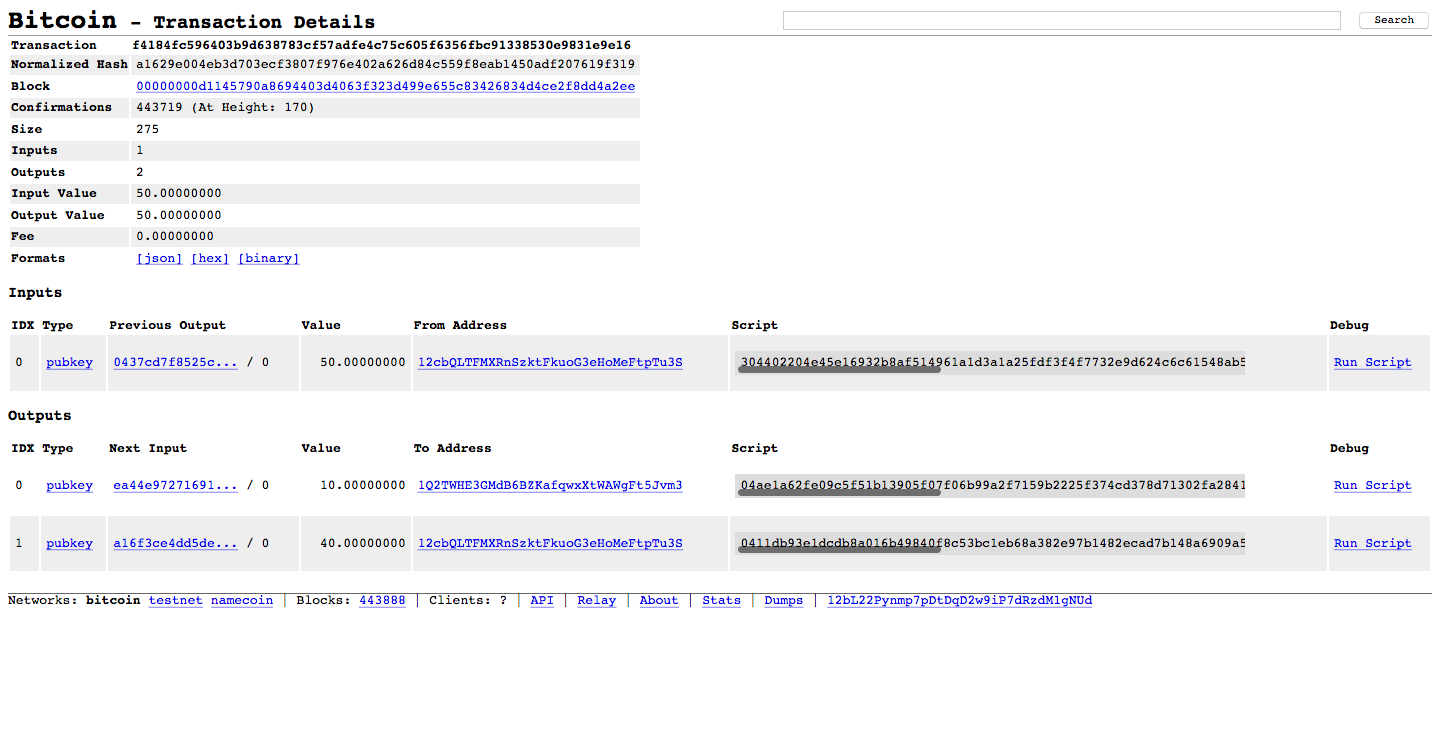 Bitcoin - Transaction Details Search
Transaction f4184fc596403b9d638783cf57adfe4c75c605f6356fbc91338530e9831e9e16
Normalized Hash a1629e004eb3d703ecf3807f976e402a626d84c559f8eab1450adf207619f319
Block 00000000d1145790a8694403d4063f323d499e655c83426834d4ce2f8dd4a2ee
Confirmations 443719 (At Height: 170)
Size 275
Inputs 1
Outputs 2
Input Value 50.00000000
Output Value 50.00000000
Fee 0.00000000
Formats [json] [hex] [binary]
Inputs
IDX Type Previous Output Value From Address Script Debug
0 pubkey 0437cd7f8525c... / 0 50.00000000 12cbQLTFMXRnSzktFkuoG3eHoMeFtpTu3S 304402204e45e16932b8af514961a1d3a1a25fdf3f4f7732e9d624c6c61548ab5 Run Script
Outputs
IDX Type Next Input Value To Address Script Debug
0 pubkey ea44e97271691... / 0 10.00000000 1Q2TWHE3GMdB6BZKafqwxXtWAWgFt5Jvm3 04ae1a62fe09c5f51b13905f07f06b99a2f7159b2225f374cd378d71302fa2841 Run Script
1 pubkey a16f3ce4dd5de... / 0 40.00000000 12cbQLTFMXRnSzktFkuoG3eHoMeFtpTu3S 0411db93e1dcdb8a016b49840f8c53bc1eb68a382e97b1482ecad7b148a6909a5 Run Script
Networks: bitcoin testnet namecoin | Blocks: 443888 | Clients: ? | API | Relay | About | Stats | Dumps | 12bL22Pynmp7pDtDqD2w9iP7dRzdM1gNUd